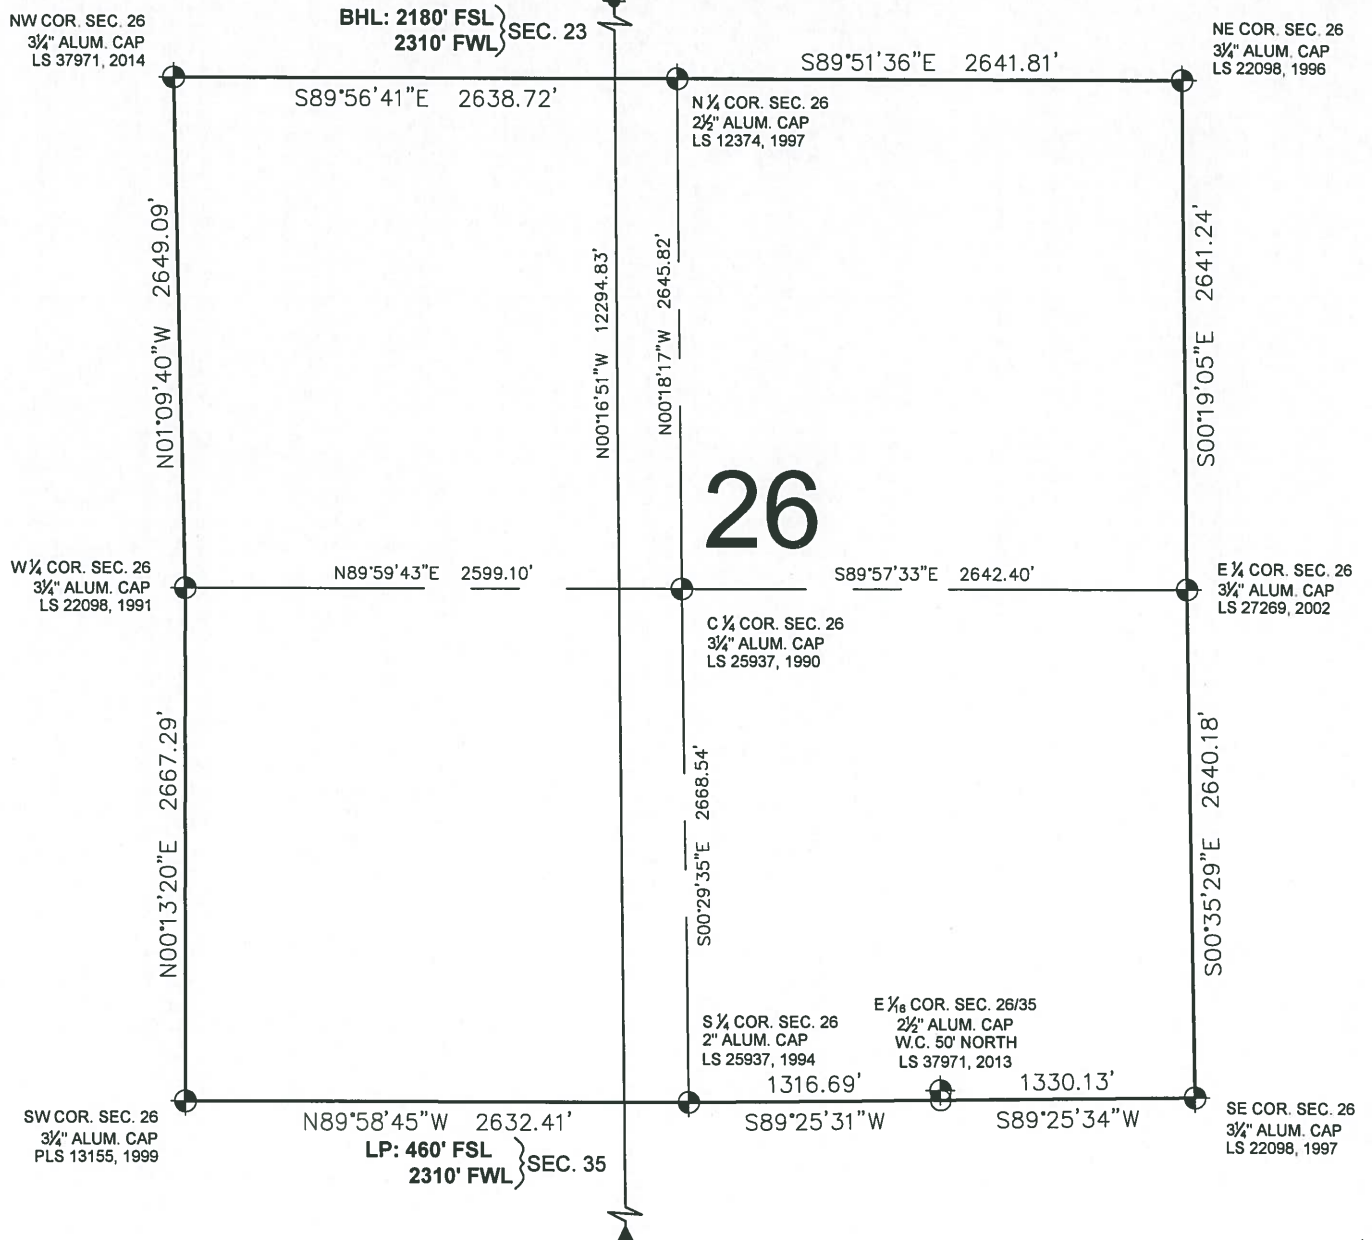 NW COR. SEC. 26
3¼" ALUM. CAP
LS 37971, 2014
BHL: 2180' FSL
2310' FWL
SEC. 23
NE COR. SEC. 26
3¼" ALUM. CAP
LS 22098, 1996
S89°56'41"E 2638.72'
S89°51'36"E 2641.81'
N ¼ COR. SEC. 26
2½" ALUM. CAP
LS 12374, 1997
N01°09'40"W 2649.09'
N00°16'51"W 12294.83'
N00°18'17"W 2645.82'
S00°19'05"E 2641.24'
26
W ¼ COR. SEC. 26
3¼" ALUM. CAP
LS 22098, 1991
N89°59'43"E 2599.10'
S89°57'33"E 2642.40'
E ¼ COR. SEC. 26
3¼" ALUM. CAP
LS 27269, 2002
C ¼ COR. SEC. 26
3¼" ALUM. CAP
LS 25937, 1990
N00°13'20"E 2667.29'
S00°29'35"E 2668.54'
S00°35'29"E 2640.18'
S ¼ COR. SEC. 26
2" ALUM. CAP
LS 25937, 1994
E 1/16 COR. SEC. 26/35
2½" ALUM. CAP
W.C. 50' NORTH
LS 37971, 2013
1316.69'
S89°25'31"W
1330.13'
S89°25'34"W
SW COR. SEC. 26
3¼" ALUM. CAP
PLS 13155, 1999
N89°58'45"W 2632.41'
LP: 460' FSL
2310' FWL
SEC. 35
SE COR. SEC. 26
3¼" ALUM. CAP
LS 22098, 1997